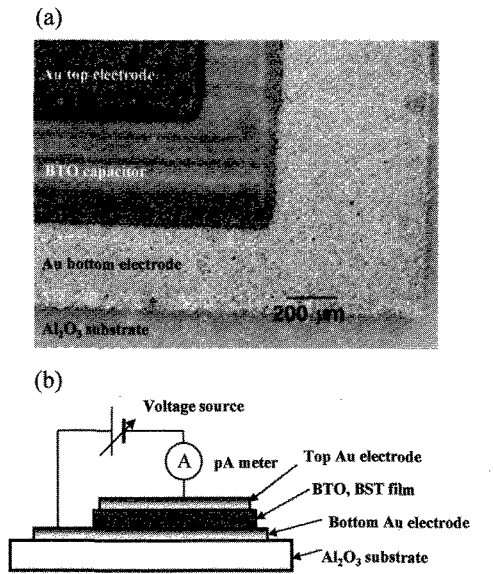 (a)
Au top electrode
BTO capacitor
Au bottom electrode
200 μm
Al₂O₃ substrate
(b)
Voltage source
A
pA meter
Top Au electrode
BTO, BST film
Bottom Au electrode
Al₂O₃ substrate